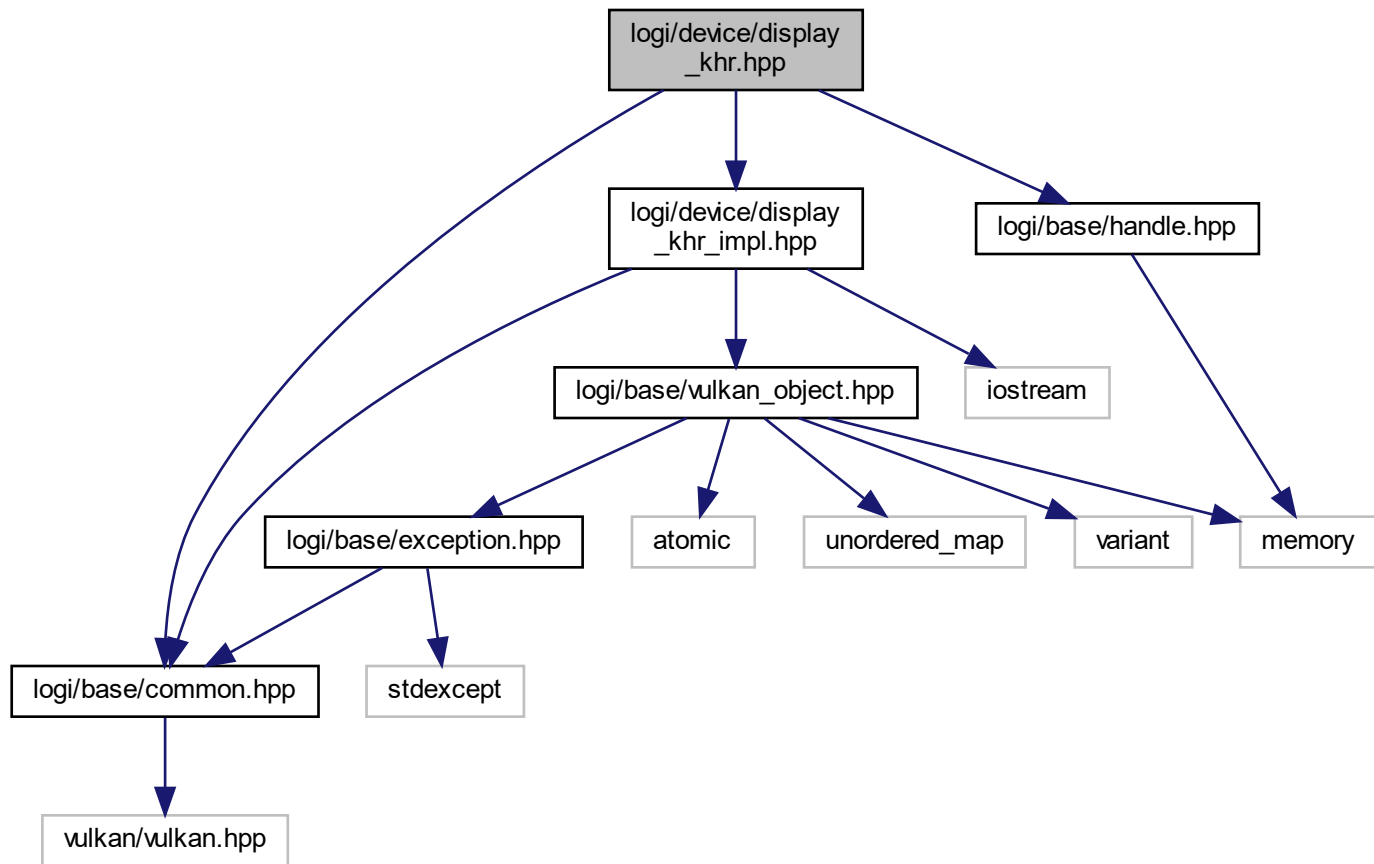 logi/device/display
_khr.hpp
logi/device/display
_khr_impl.hpp
logi/base/handle.hpp
logi/base/vulkan_object.hpp
iostream
logi/base/exception.hpp
atomic
unordered_map
variant
memory
logi/base/common.hpp
stdexcept
vulkan/vulkan.hpp